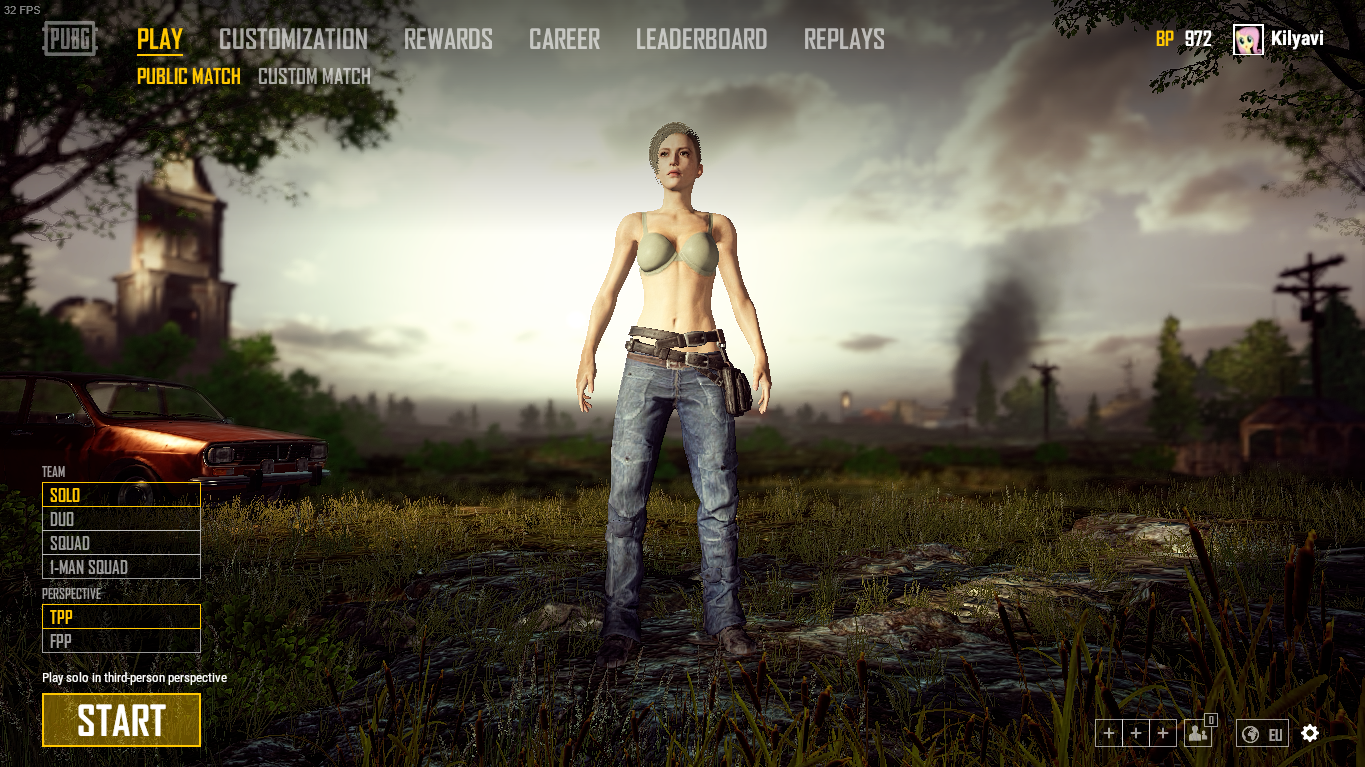 32 FPS
PUBG
PLAY CUSTOMIZATION REWARDS CAREER LEADERBOARD REPLAYS
BP 972 Kilyavi
PUBLIC MATCH CUSTOM MATCH
TEAM
SOLO
DUO
SQUAD
1-MAN SQUAD
PERSPECTIVE
TPP
FPP
Play solo in third-person perspective
START
+ + + 0 EU